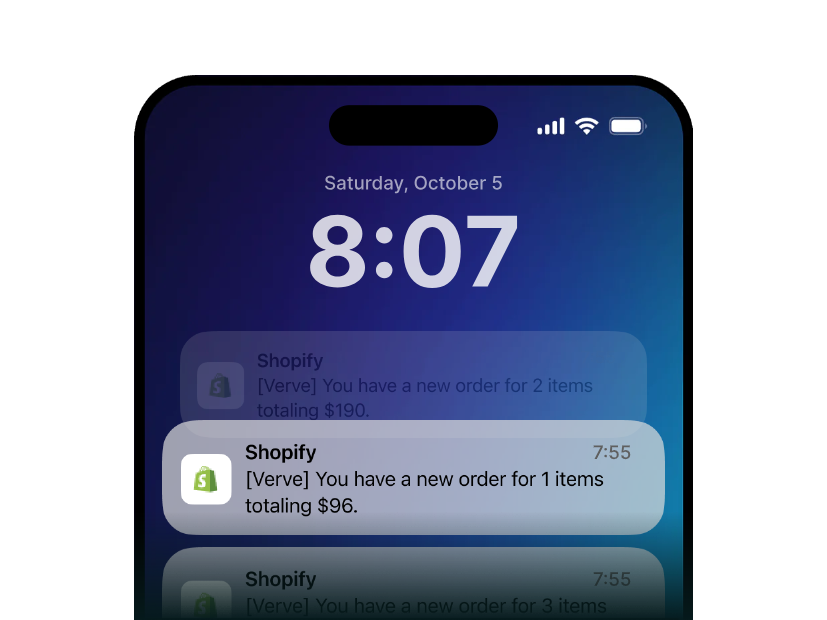 Saturday, October 5
8:07
Shopify
[Verve] You have a new order for 2 items
totaling $190.
Shopify 7:55
[Verve] You have a new order for 1 items
totaling $96.
Shopify 7:55
[Verve] You have a new order for 3 items